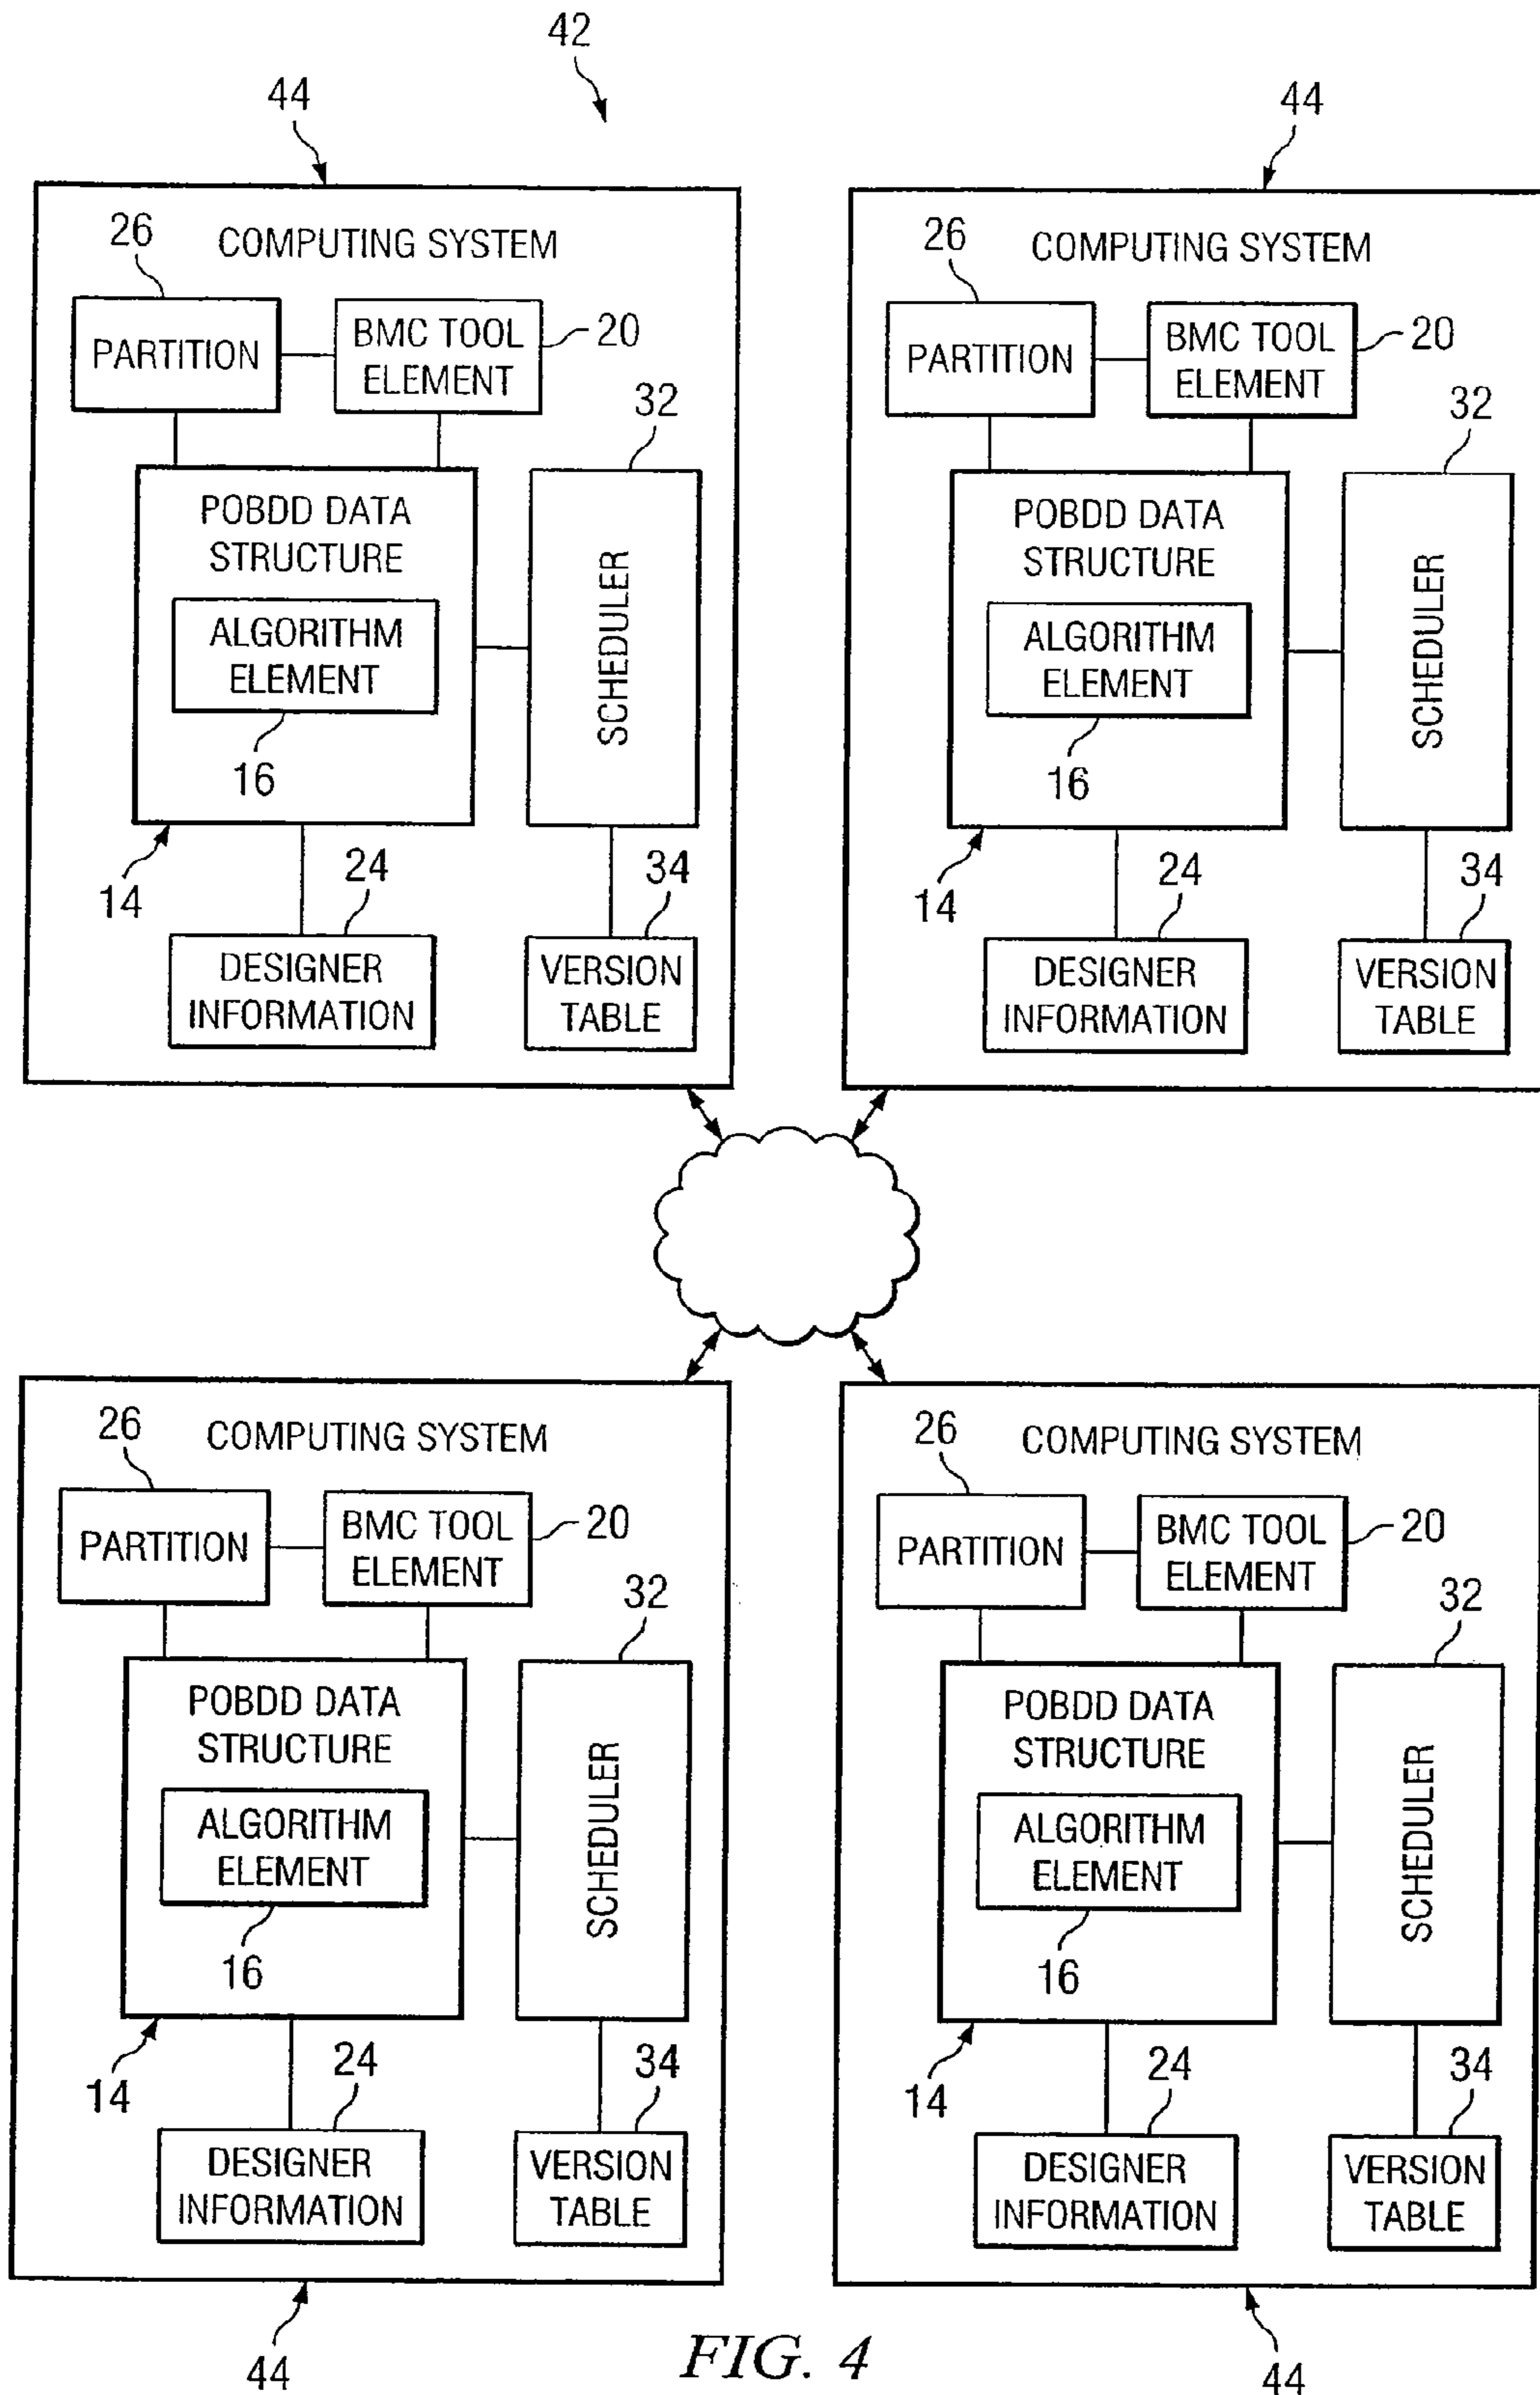 42
44
COMPUTING SYSTEM
26
PARTITION
BMC TOOL
ELEMENT
20
32
POBDD DATA
STRUCTURE
ALGORITHM
ELEMENT
16
SCHEDULER
14
24
34
DESIGNER
INFORMATION
VERSION
TABLE
44
COMPUTING SYSTEM
26
PARTITION
BMC TOOL
ELEMENT
20
32
POBDD DATA
STRUCTURE
ALGORITHM
ELEMENT
16
SCHEDULER
14
24
34
DESIGNER
INFORMATION
VERSION
TABLE
COMPUTING SYSTEM
26
PARTITION
BMC TOOL
ELEMENT
20
32
POBDD DATA
STRUCTURE
ALGORITHM
ELEMENT
16
SCHEDULER
14
24
34
DESIGNER
INFORMATION
VERSION
TABLE
44
COMPUTING SYSTEM
26
PARTITION
BMC TOOL
ELEMENT
20
32
POBDD DATA
STRUCTURE
ALGORITHM
ELEMENT
16
SCHEDULER
14
24
34
DESIGNER
INFORMATION
VERSION
TABLE
44
FIG. 4